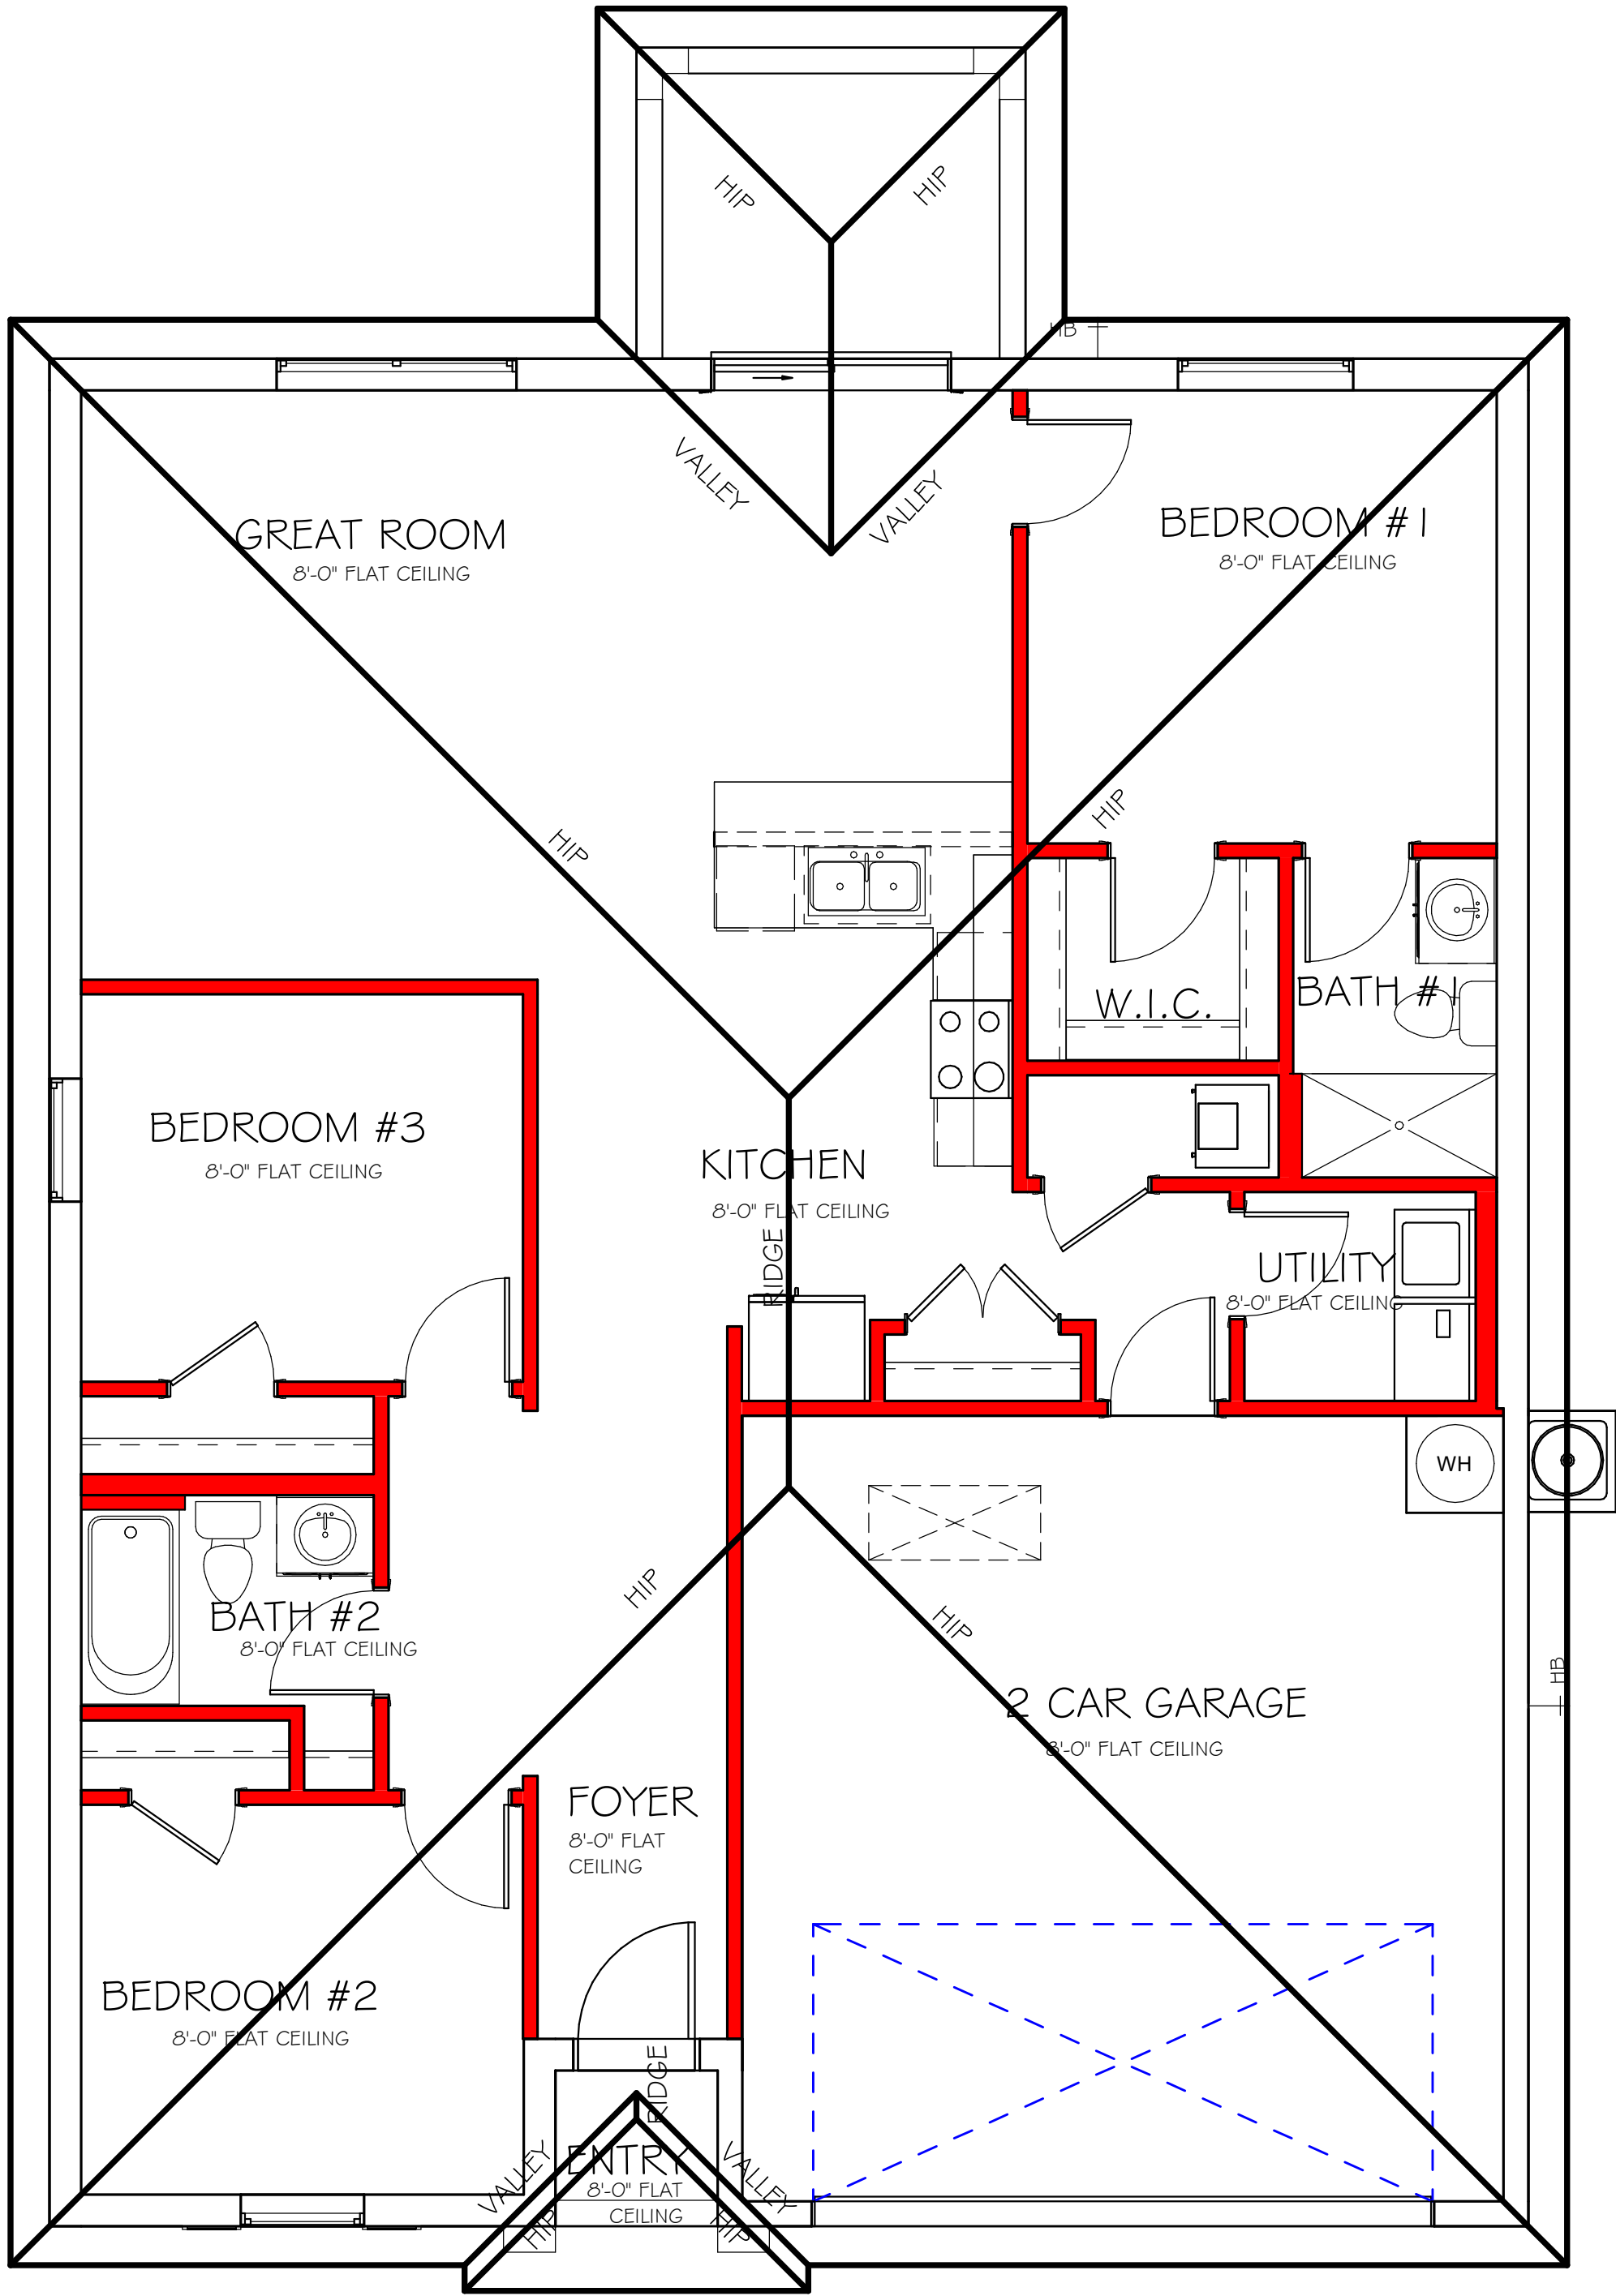 HIP
HIP
HB
VALLEY
VALLEY
GREAT ROOM
8'-0" FLAT CEILING
BEDROOM #1
8'-0" FLAT CEILING
HIP
HIP
W.I.C.
BATH #1
BEDROOM #3
8'-0" FLAT CEILING
KITCHEN
8'-0" FLAT CEILING
RIDGE
UTILITY
8'-0" FLAT CEILING
WH
HIP
HIP
BATH #2
8'-0" FLAT CEILING
HB
2 CAR GARAGE
8'-0" FLAT CEILING
FOYER
8'-0" FLAT
CEILING
BEDROOM #2
8'-0" FLAT CEILING
RIDGE
VALLEY
ENTRY
VALLEY
8'-0" FLAT
CEILING
HIP
HIP